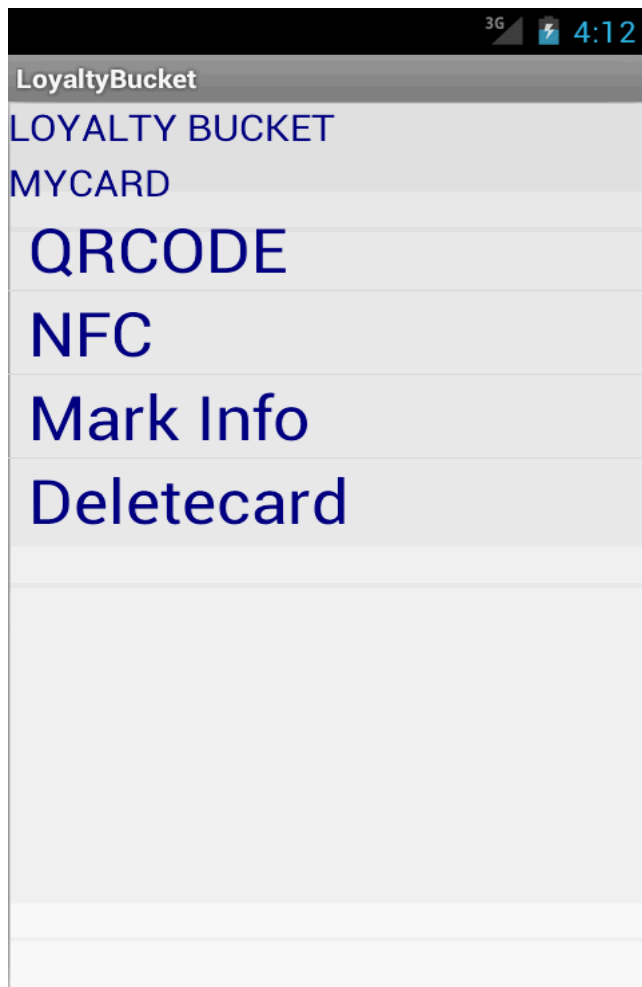 3G 4:12
LoyaltyBucket
LOYALTY BUCKET
MYCARD
QRCODE
NFC
Mark Info
Deletecard